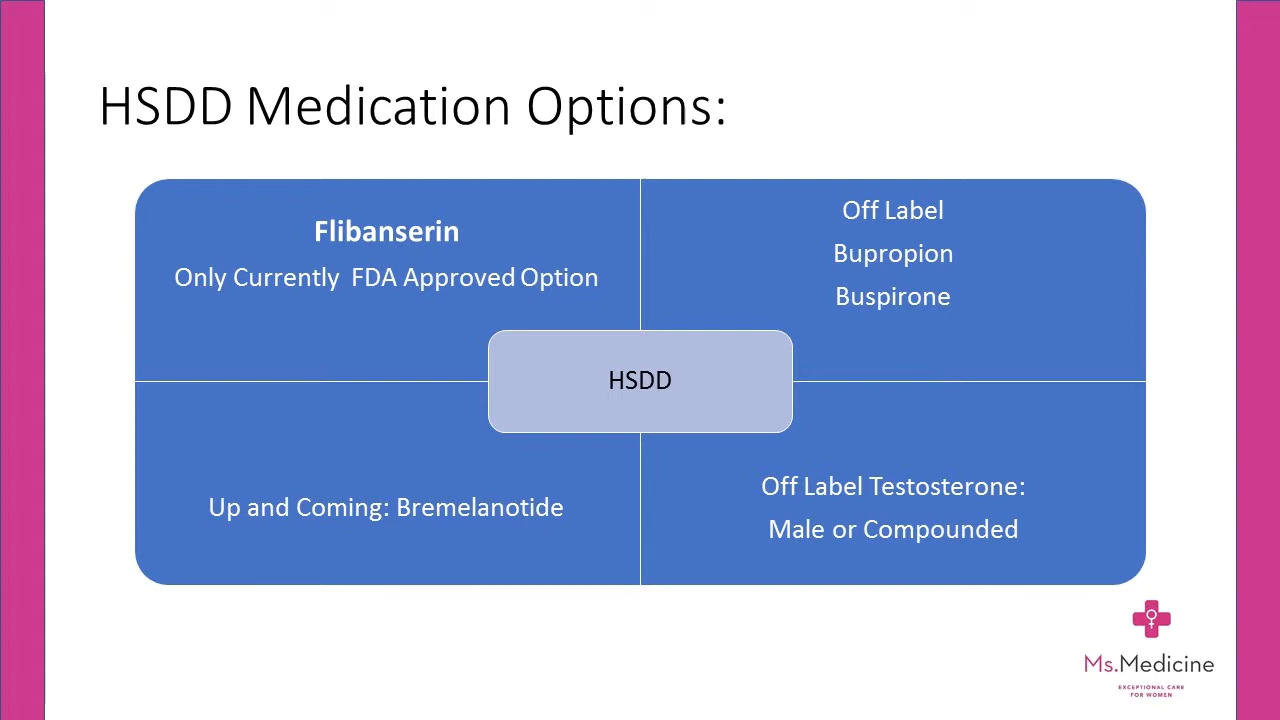 HSDD Medication Options:
Flibanserin
Only Currently FDA Approved Option
Off Label
Bupropion
Buspirone
HSDD
Up and Coming: Bremelanotide
Off Label Testosterone:
Male or Compounded
Ms.Medicine
EXCEPTIONAL CARE
FOR WOMEN